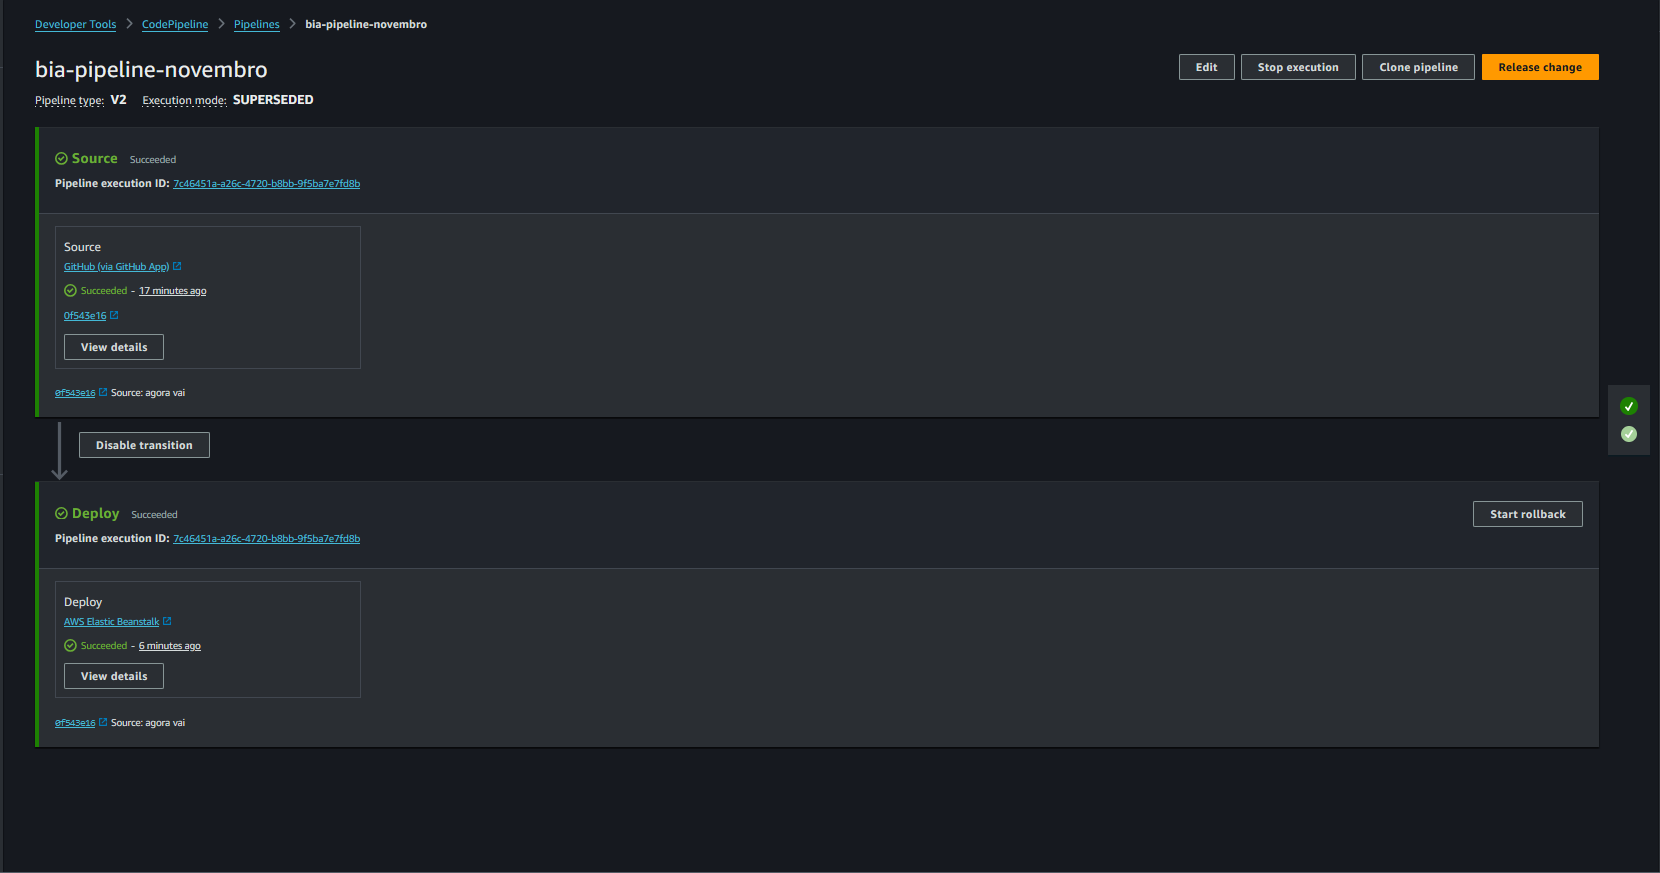 Developer Tools > CodePipeline > Pipelines > bia-pipeline-novembro
bia-pipeline-novembro
Edit
Stop execution
Clone pipeline
Release change
Pipeline type: V2 Execution mode: SUPERSEDED
Source Succeeded
Pipeline execution ID: 7c46451a-a26c-4720-b8bb-9f5ba7e7fd8b
Source
GitHub (via GitHub App)
Succeeded - 17 minutes ago
0f543e16
View details
0f543e16 Source: agora vai
Disable transition
Deploy Succeeded
Start rollback
Pipeline execution ID: 7c46451a-a26c-4720-b8bb-9f5ba7e7fd8b
Deploy
AWS Elastic Beanstalk
Succeeded - 6 minutes ago
View details
0f543e16 Source: agora vai